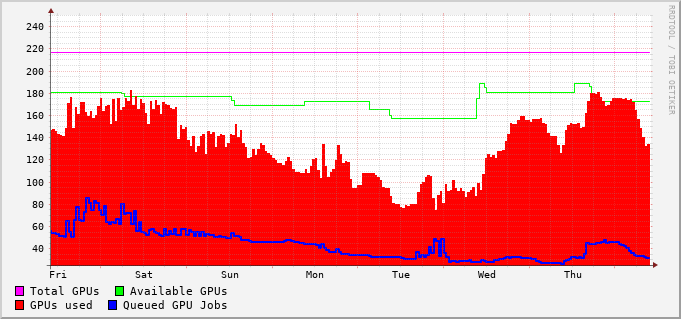 240
220
200
180
160
140
120
100
80
60
40
Fri Sat Sun Mon Tue Wed Thu
Total GPUs Available GPUs
GPUs used Queued GPU Jobs
RRDTOOL / TOBI OETIKER